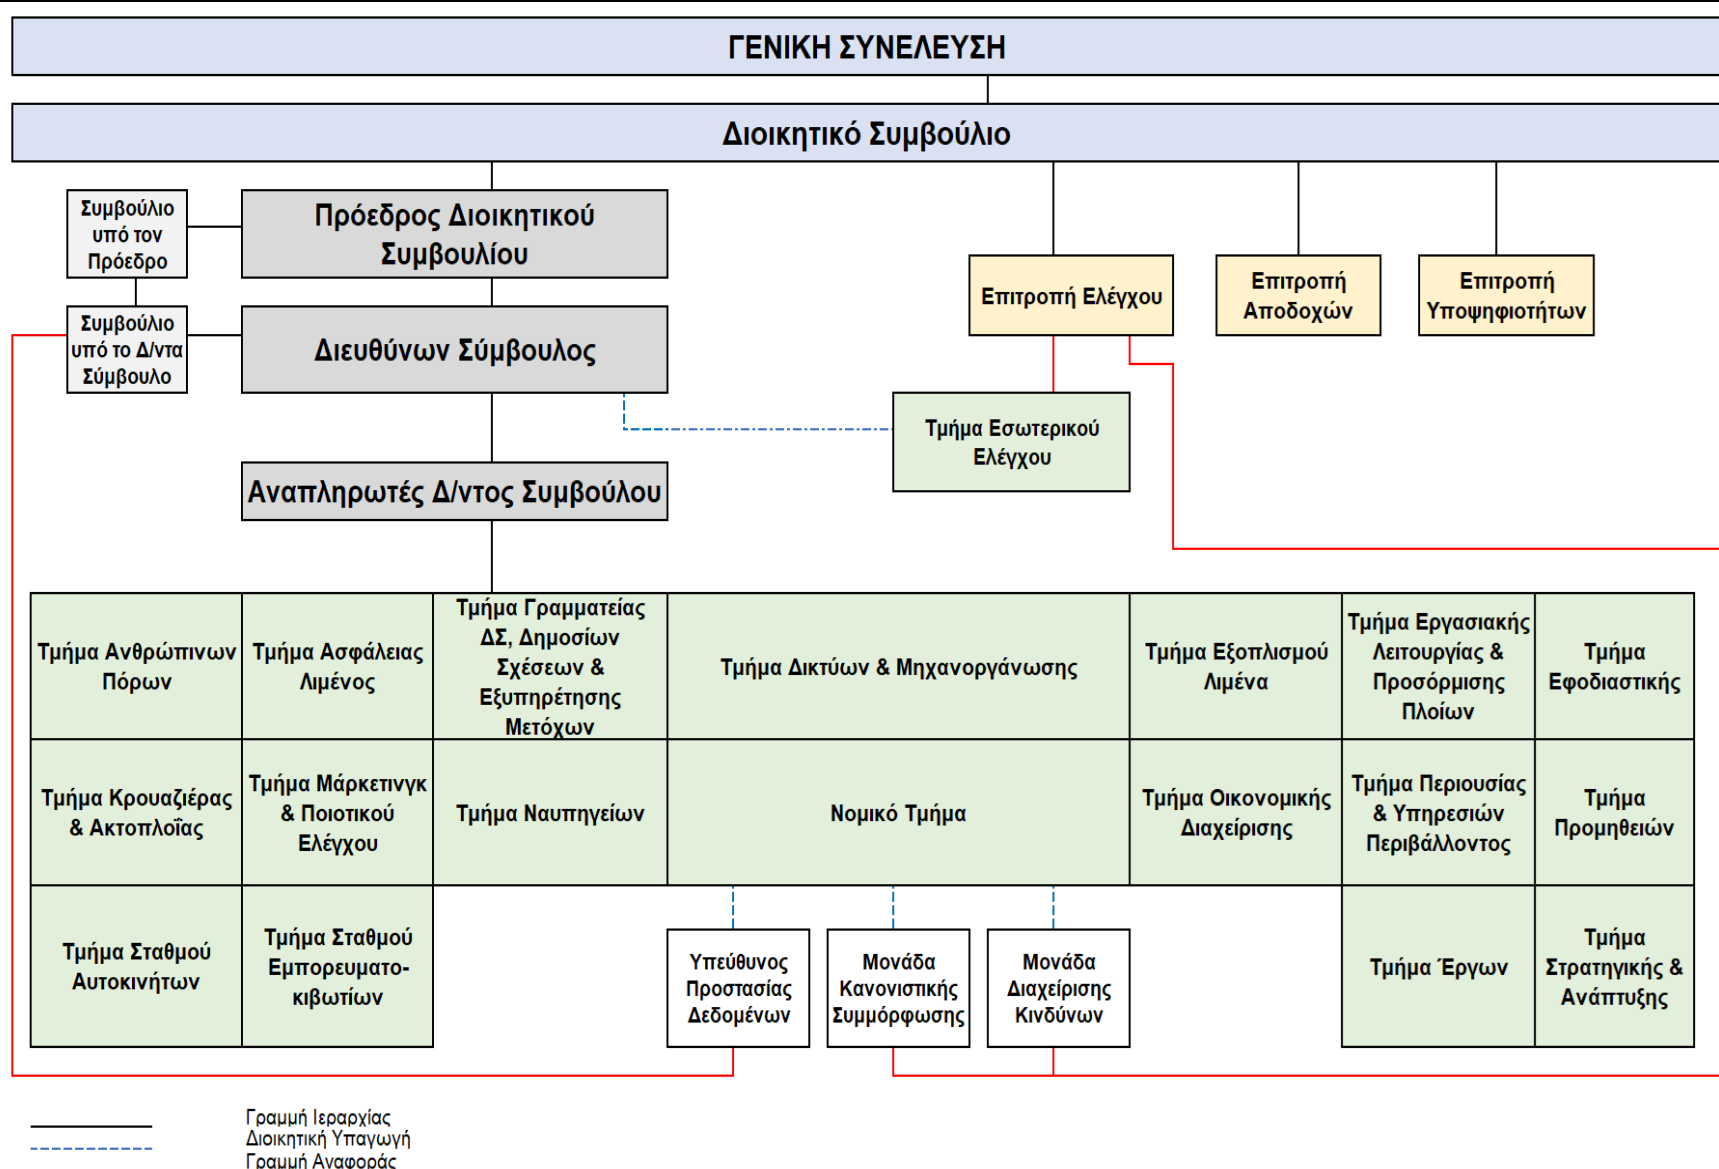 ΓΕΝΙΚΗ ΣΥΝΕΛΕΥΣΗ
Διοικητικό Συμβούλιο
Συμβούλιο
υπό τον
Πρόεδρο
Πρόεδρος Διοικητικού
Συμβουλίου
Επιτροπή Ελέγχου
Επιτροπή
Αποδοχών
Επιτροπή
Υποψηφιοτήτων
Συμβούλιο
υπό το Δ/ντα
Σύμβουλο
Διευθύνων Σύμβουλος
Τμήμα Εσωτερικού
Ελέγχου
Αναπληρωτές Δ/ντος Συμβούλου
Τμήμα Ανθρώπινων
Πόρων
Τμήμα Ασφάλειας
Λιμένος
Τμήμα Γραμματείας
ΔΣ, Δημοσίων
Σχέσεων &
Εξυπηρέτησης
Μετόχων
Τμήμα Δικτύων & Μηχανοργάνωσης
Τμήμα Εξοπλισμού
Λιμένα
Τμήμα Εργασιακής
Λειτουργίας &
Προσόρμισης
Πλοίων
Τμήμα
Εφοδιαστικής
Τμήμα Κρουαζιέρας
& Ακτοπλοΐας
Τμήμα Μάρκετινγκ
& Ποιοτικού
Ελέγχου
Τμήμα Ναυπηγείων
Νομικό Τμήμα
Τμήμα Οικονομικής
Διαχείρισης
Τμήμα Περιουσίας
& Υπηρεσιών
Περιβάλλοντος
Τμήμα
Προμηθειών
Τμήμα Σταθμού
Αυτοκινήτων
Τμήμα Σταθμού
Εμπορευματο-
κιβωτίων
Υπεύθυνος
Προστασίας
Δεδομένων
Μονάδα
Κανονιστικής
Συμμόρφωσης
Μονάδα
Διαχείρισης
Κινδύνων
Τμήμα Έργων
Τμήμα
Στρατηγικής &
Ανάπτυξης
Γραμμή Ιεραρχίας
Διοικητική Υπαγωγή
Γραμμή Αναφοράς